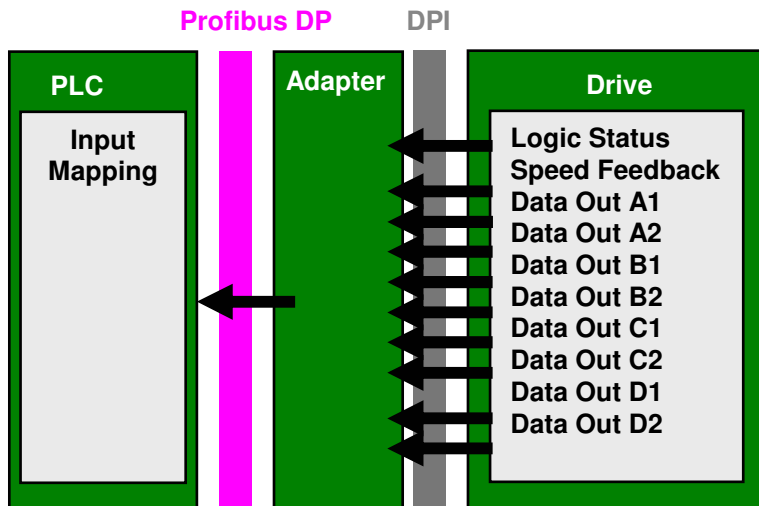 Profibus DP
DPI
PLC
Adapter
Drive
Input
Mapping
Logic Status
Speed Feedback
Data Out A1
Data Out A2
Data Out B1
Data Out B2
Data Out C1
Data Out C2
Data Out D1
Data Out D2